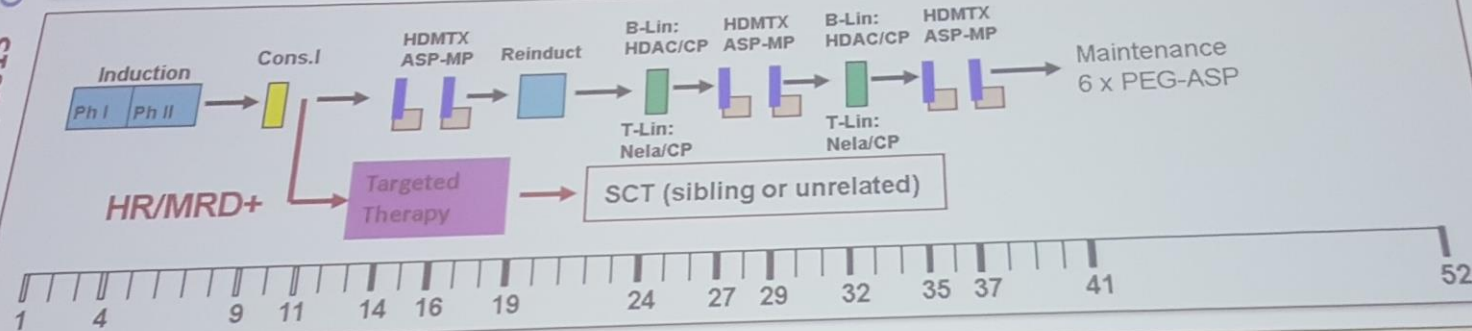 Induction
Ph I
Ph II
Cons.I
HDMTX
ASP-MP
Reinduct
B-Lin:
HDAC/CP
T-Lin:
Nela/CP
HDMTX
ASP-MP
B-Lin:
HDAC/CP
T-Lin:
Nela/CP
HDMTX
ASP-MP
Maintenance
6 x PEG-ASP
HR/MRD+
Targeted
Therapy
SCT (sibling or unrelated)
1 4 9 11 14 16 19 24 27 29 32 35 37 41 52